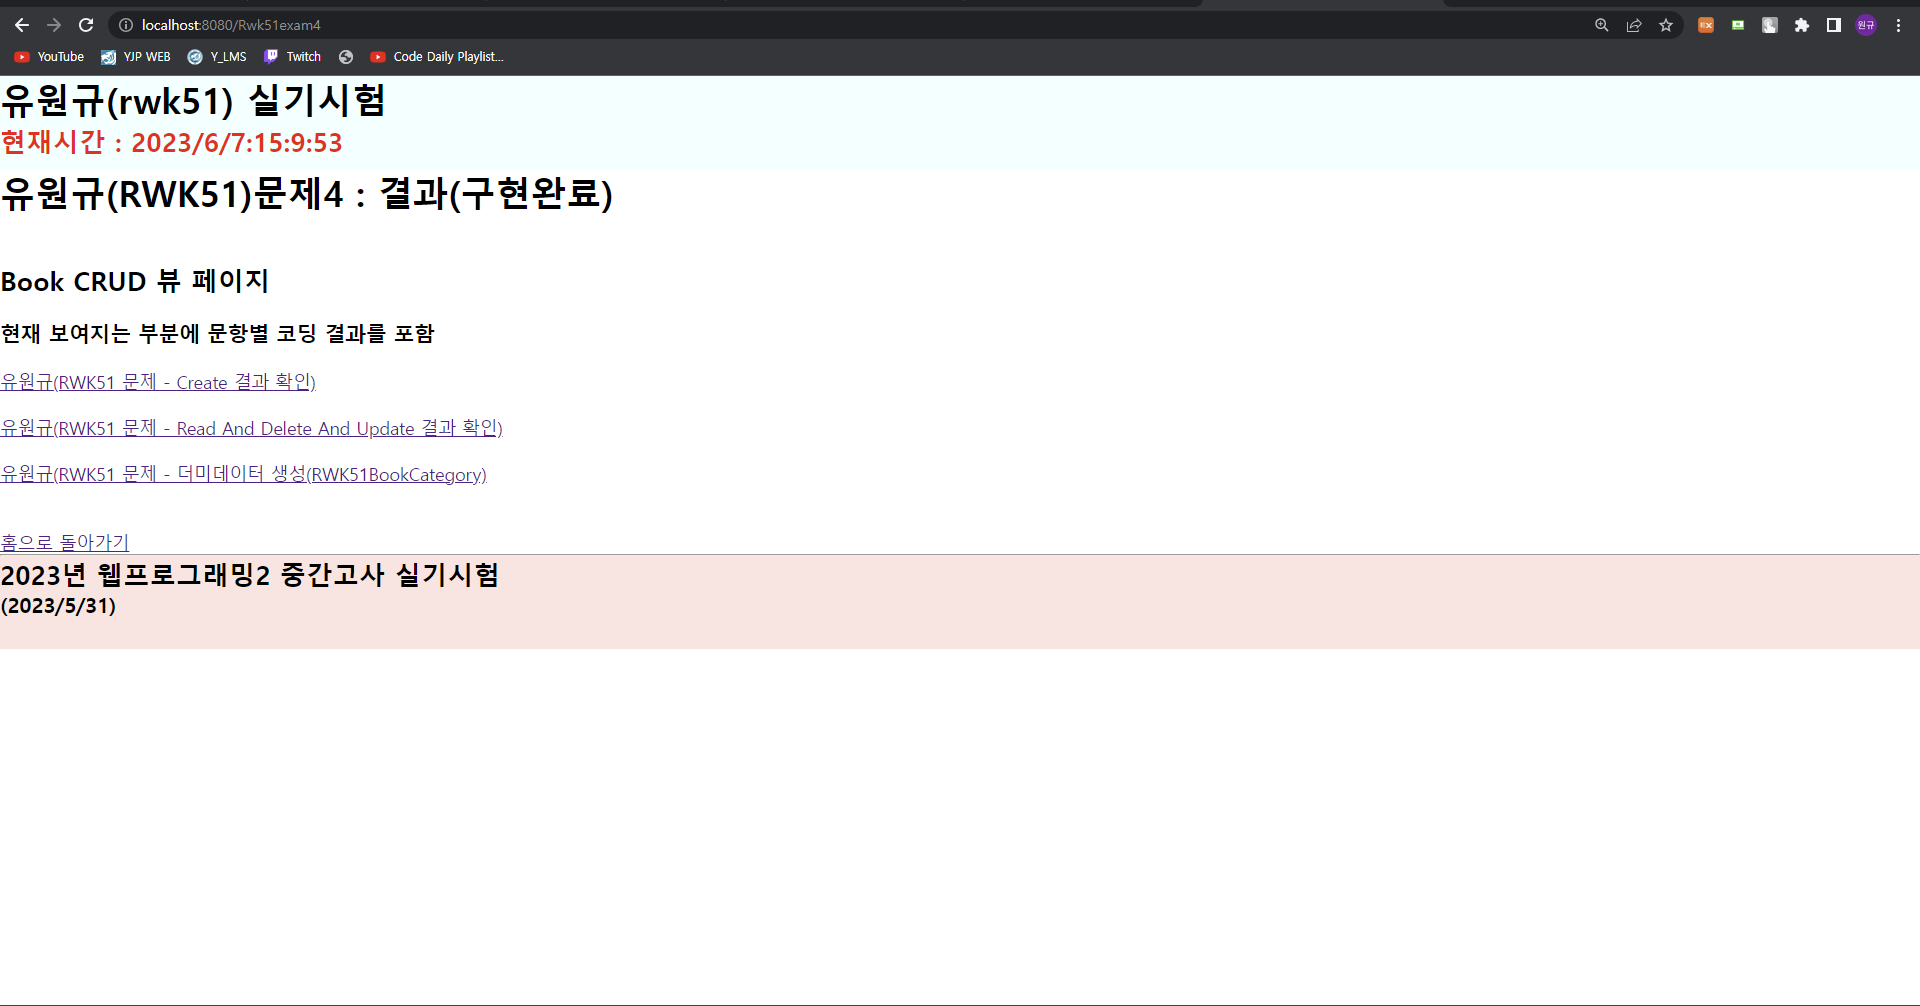 localhost:8080/Rwk51exam4
원규
YouTube
YJP WEB
Y_LMS
Twitch
Code Daily Playlist...
유원규(rwk51) 실기시험
현재시간 : 2023/6/7:15:9:53
유원규(RWK51)문제4 : 결과(구현완료)
Book CRUD 뷰 페이지
현재 보여지는 부분에 문항별 코딩 결과를 포함
유원규(RWK51 문제 - Create 결과 확인)
유원규(RWK51 문제 - Read And Delete And Update 결과 확인)
유원규(RWK51 문제 - 더미데이터 생성(RWK51BookCategory)
홈으로 돌아가기
2023년 웹프로그래밍2 중간고사 실기시험
(2023/5/31)